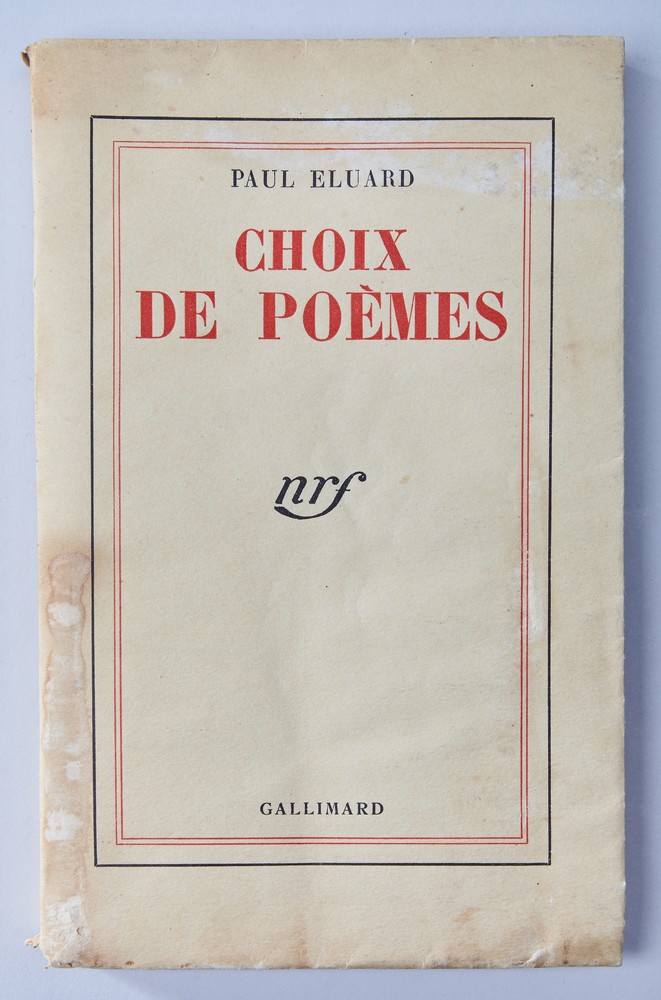 PAUL ELUARD
CHOIX
DE POÈMES
nrf
GALLIMARD